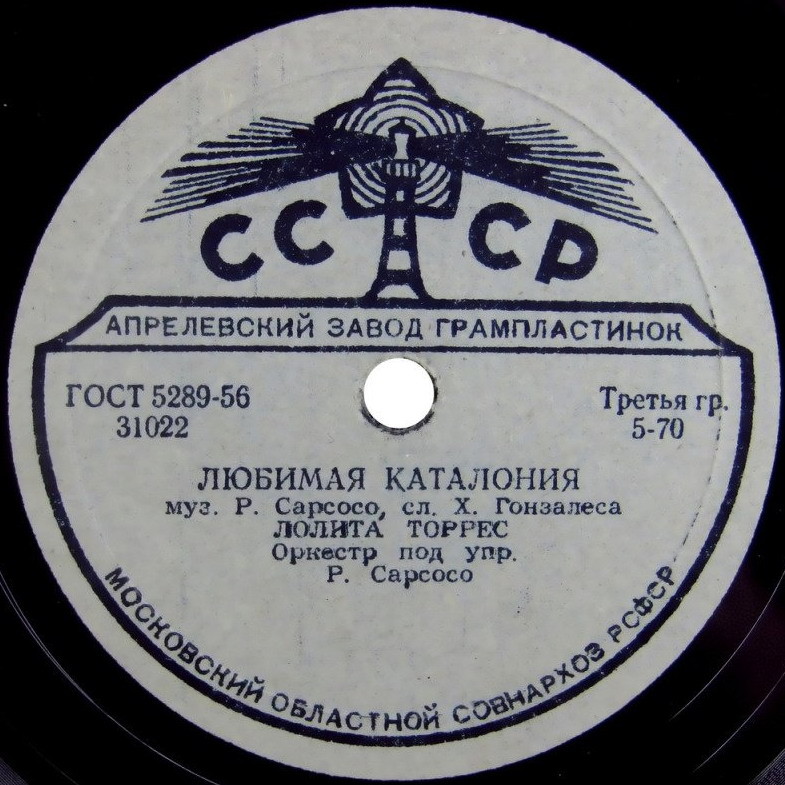 СССР
АПРЕЛЕВСКИЙ ЗАВОД ГРАМПЛАСТИНОК
ГОСТ 5289-56
31022
Третья гр.
5-70
ЛЮБИМАЯ КАТАЛОНИЯ
муз. Р. Сарсосо, сл. Х. Гонзалеса
ЛОЛИТА ТОРРЕС
Оркестр под упр.
Р. Сарсосо
МОСКОВСКИЙ ОБЛАСТНОЙ СОВНАРХОЗ РСФСР